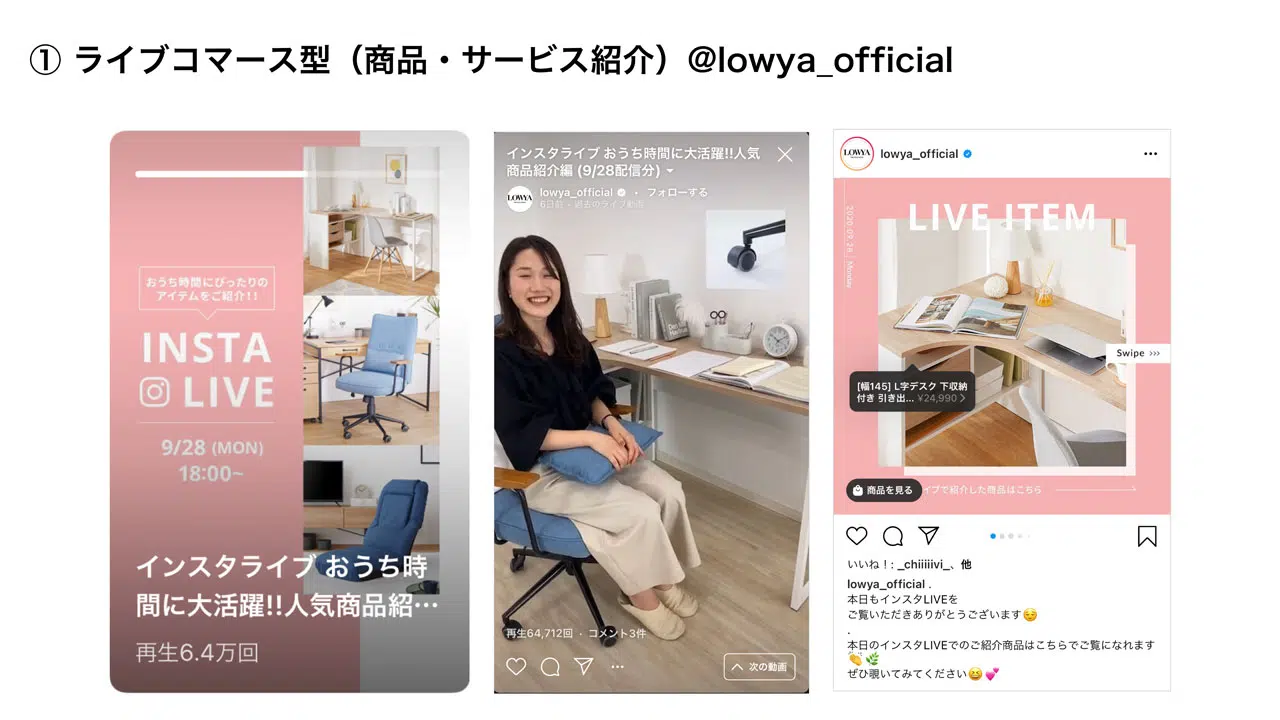 ① ライブコマース型（商品・サービス紹介）@lowya_official
おうち時間にぴったりの
アイテムをご紹介!!
INSTA
LIVE
9/28 (MON)
18:00~
インスタライブ おうち時
間に大活躍!!人気商品紹…
再生6.4万回
インスタライブ おうち時間に大活躍!!人気
商品紹介編 (9/28配信分)
LOWYA
lowya_official ・ フォローする
6日前・過去のライブ動画
再生64,712回 ・ コメント3件
次の動画
LOWYA
lowya_official
2020.09.28 / Monday
LIVE ITEM
Swipe >>>
[幅145] L字デスク 下収納
付き 引き出... ¥24,990
商品を見る
イブで紹介した商品はこちら
いいね！: _chiiiiivi_、他
lowya_official .
本日もインスタLIVEを
ご覧いただきありがとうございます😌
.
本日のインスタLIVEでのご紹介商品はこちらでご覧になれます
👏🌿
ぜひ覗いてみてください😆💕